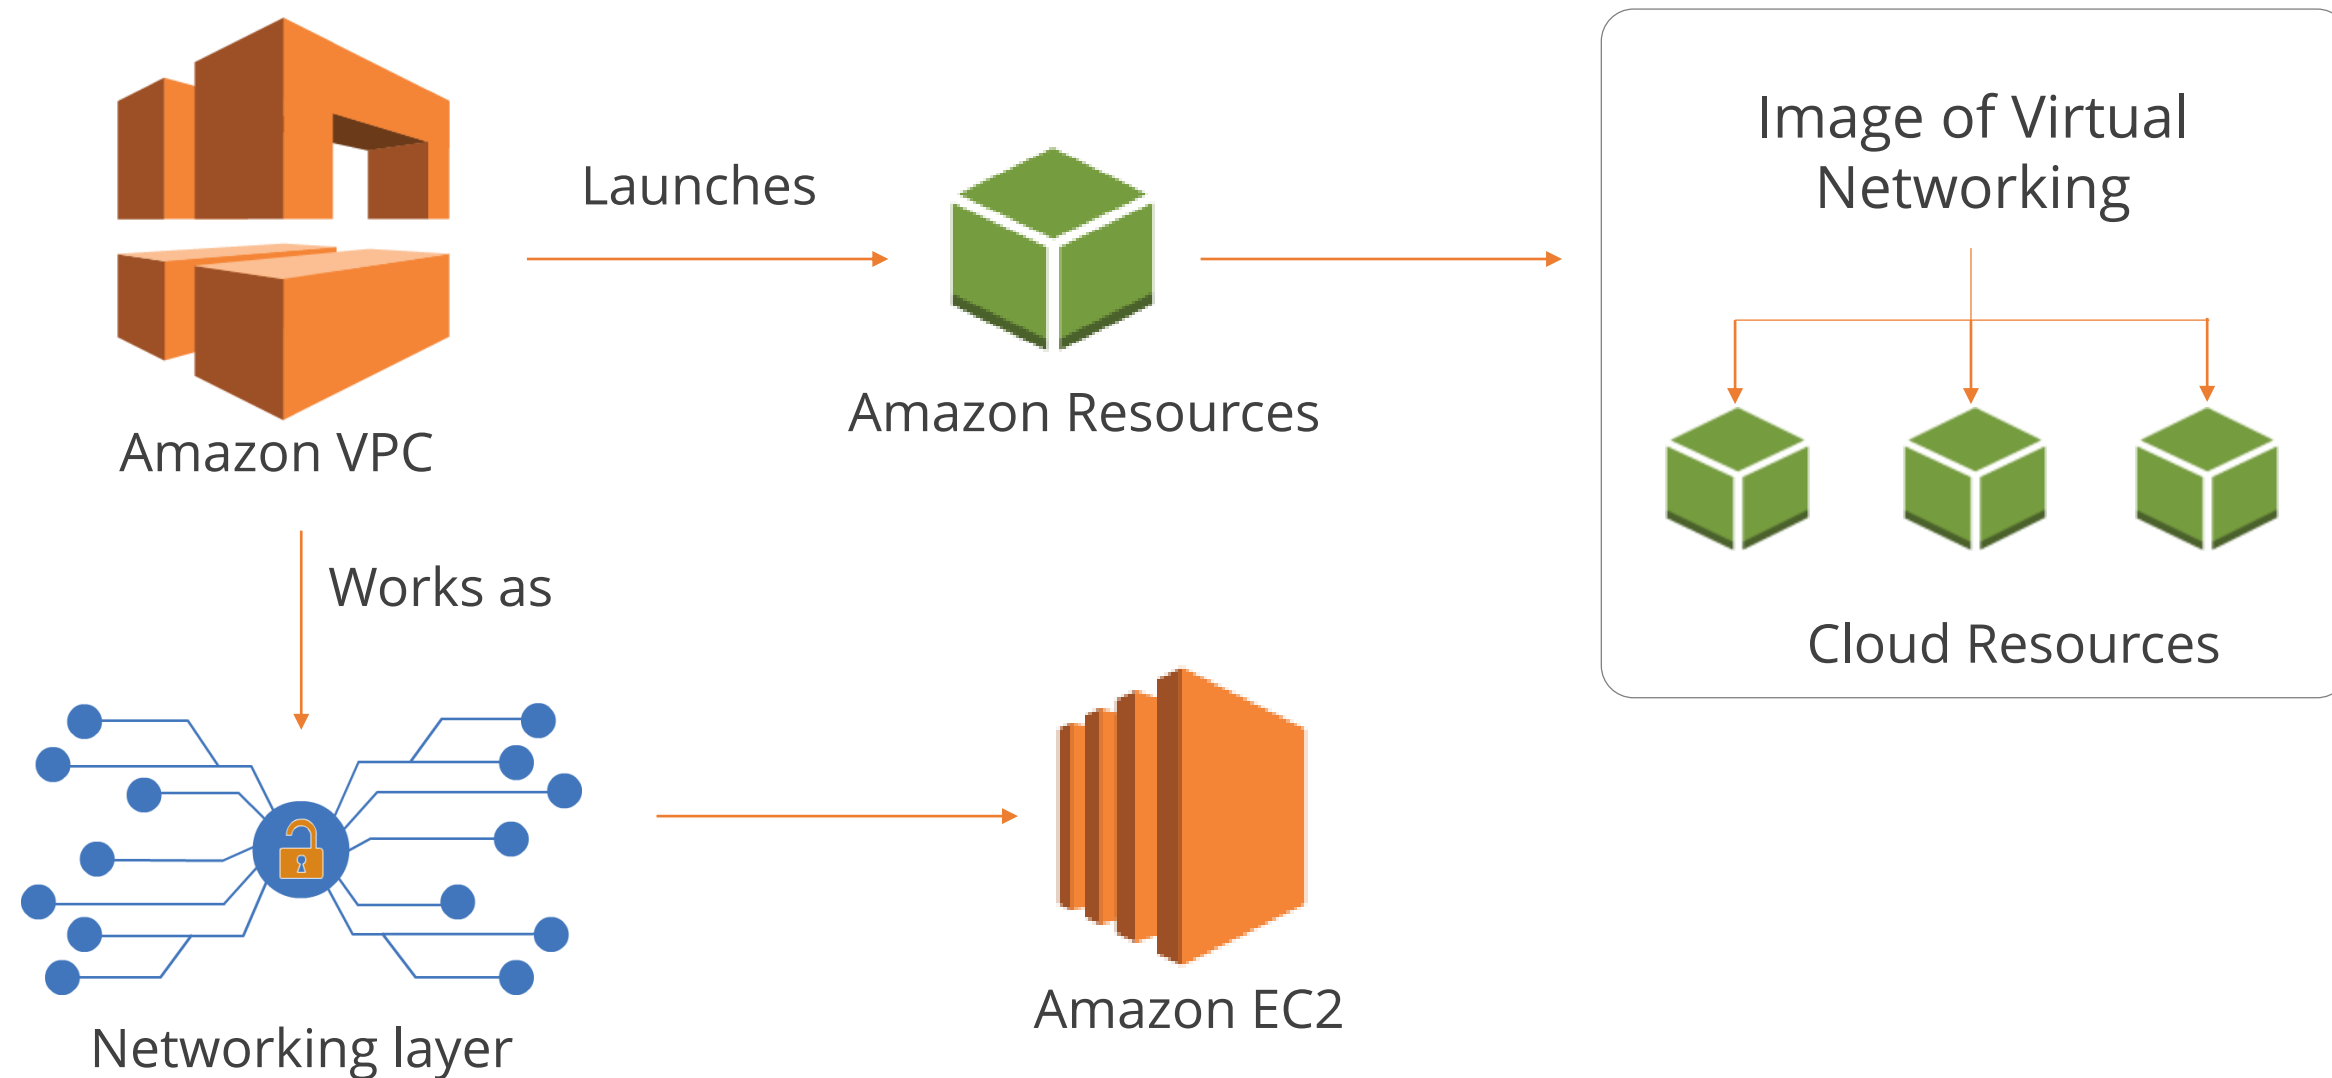 Image of Virtual
Networking
Launches
Amazon Resources
Amazon VPC
Works as
Cloud Resources
Amazon EC2
Networking layer